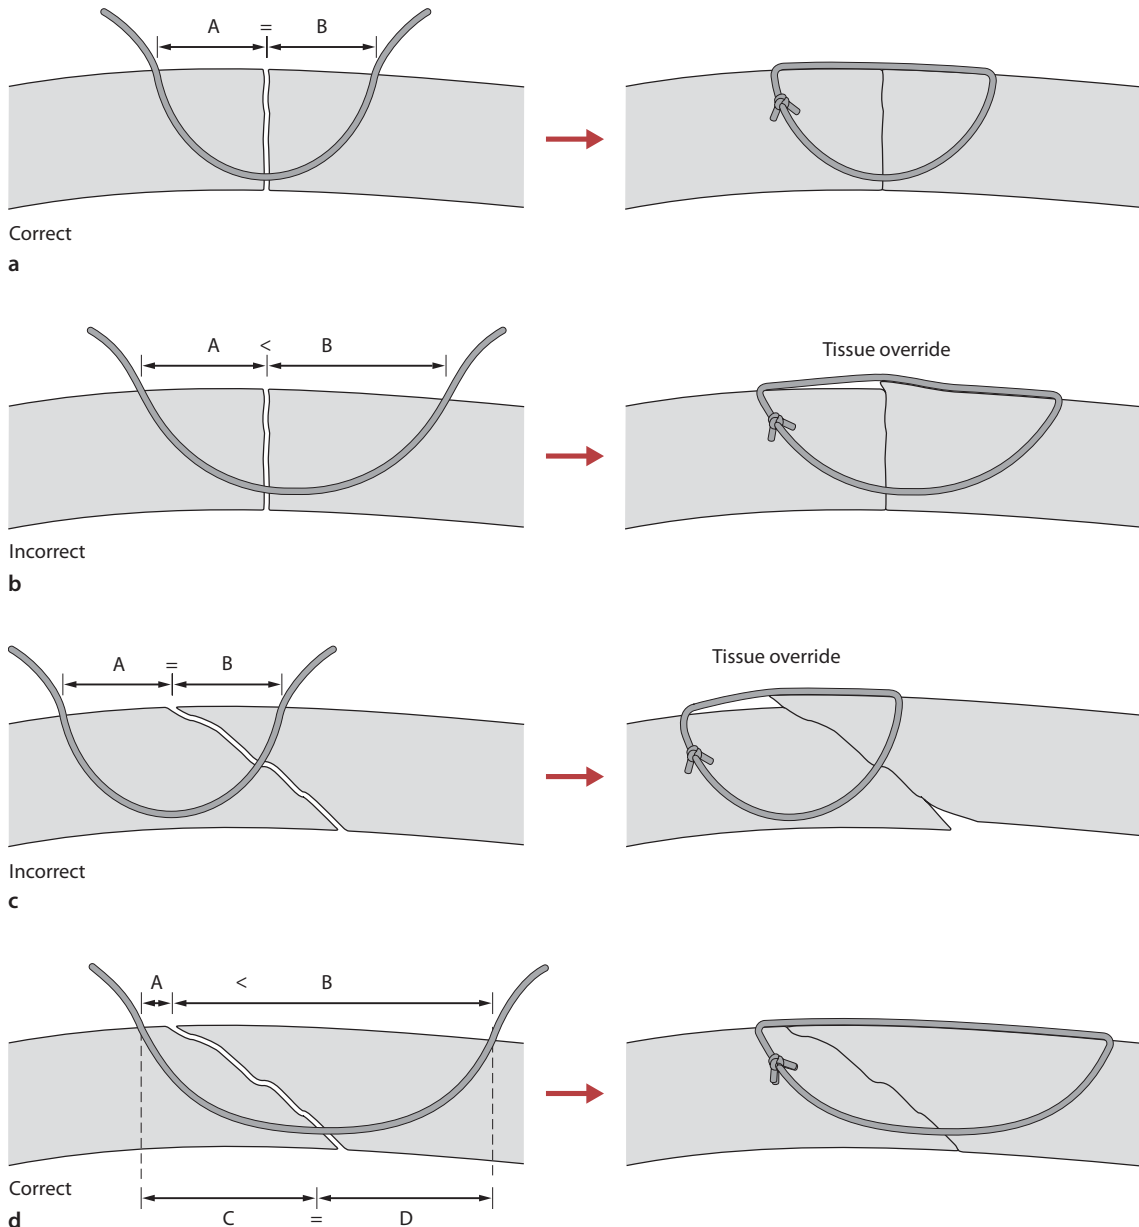 A = B
Correct
a
A < B
Tissue override
Incorrect
b
A = B
Tissue override
Incorrect
c
A < B
Correct
C = D
d